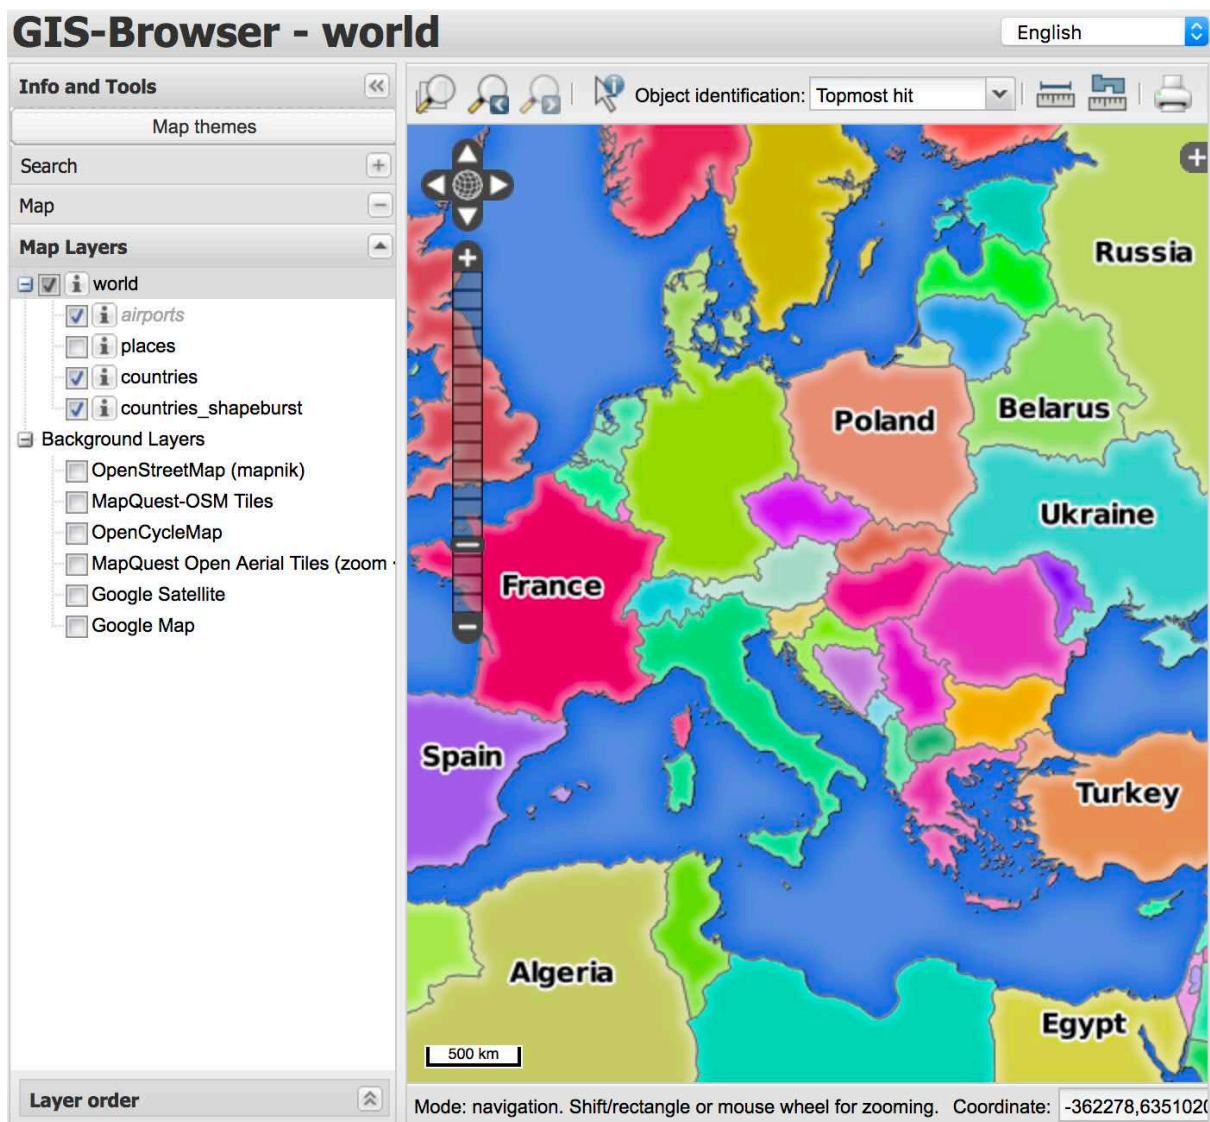 GIS-Browser - world
English
Info and Tools
Map themes
Search
Map
Map Layers
world
airports
places
countries
countries_shapeburst
Background Layers
OpenStreetMap (mapnik)
MapQuest-OSM Tiles
OpenCycleMap
MapQuest Open Aerial Tiles (zoom
Google Satellite
Google Map
Layer order
Object identification: Topmost hit
Russia
Poland
Belarus
Ukraine
France
Spain
Turkey
Algeria
Egypt
500 km
Mode: navigation. Shift/rectangle or mouse wheel for zooming. Coordinate: -362278,6351020